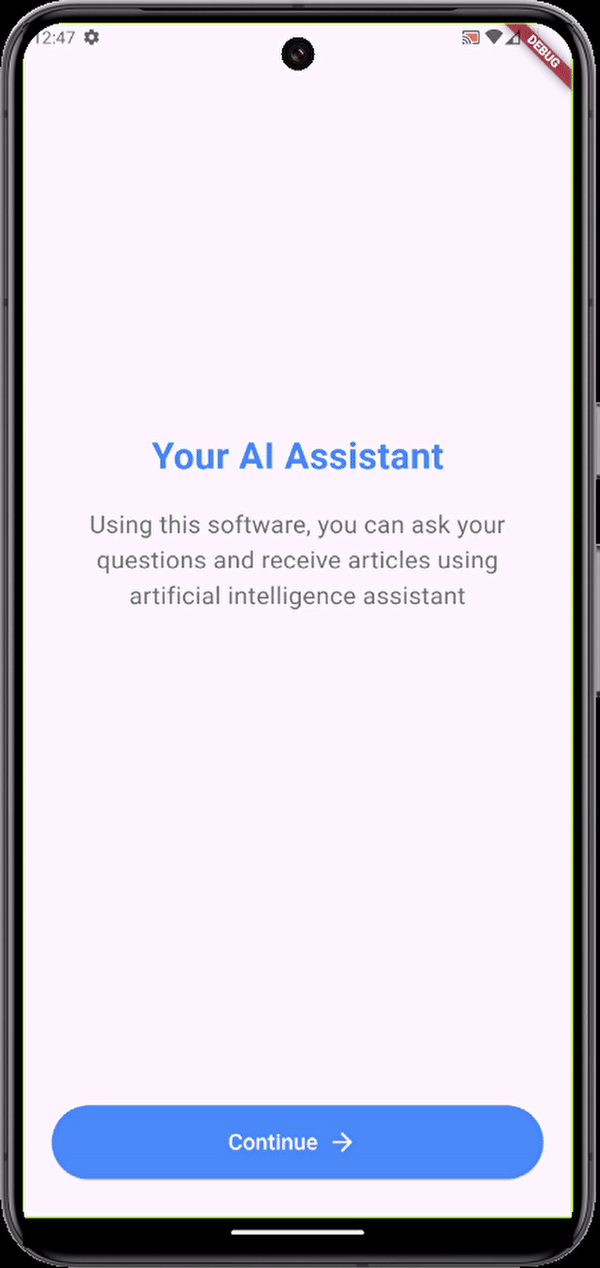 12:47
DEBUG
Your AI Assistant
Using this software, you can ask your
questions and receive articles using
artificial intelligence assistant
Continue